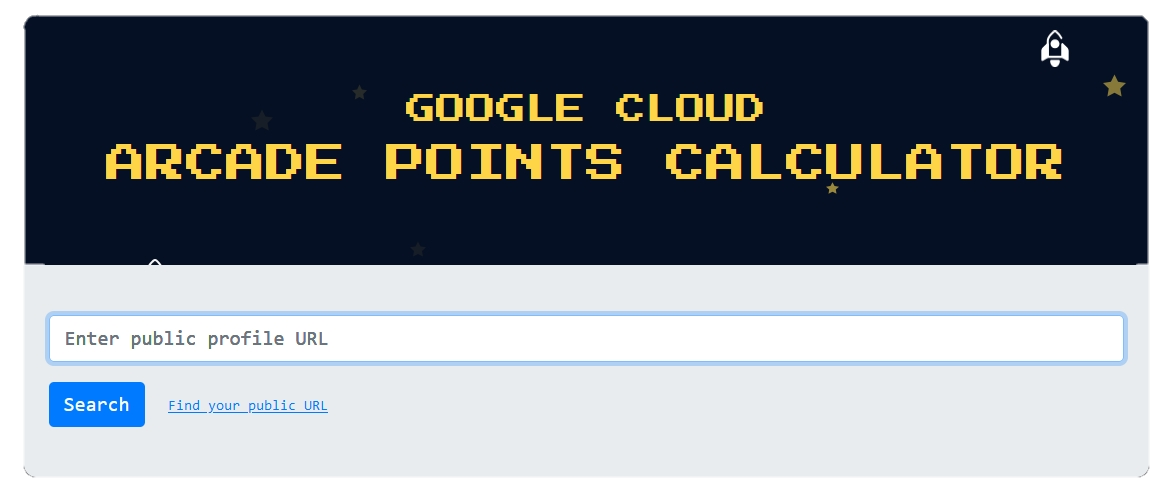 GOOGLE CLOUD
ARCADE POINTS CALCULATOR
Enter public profile URL
Search
Find your public URL